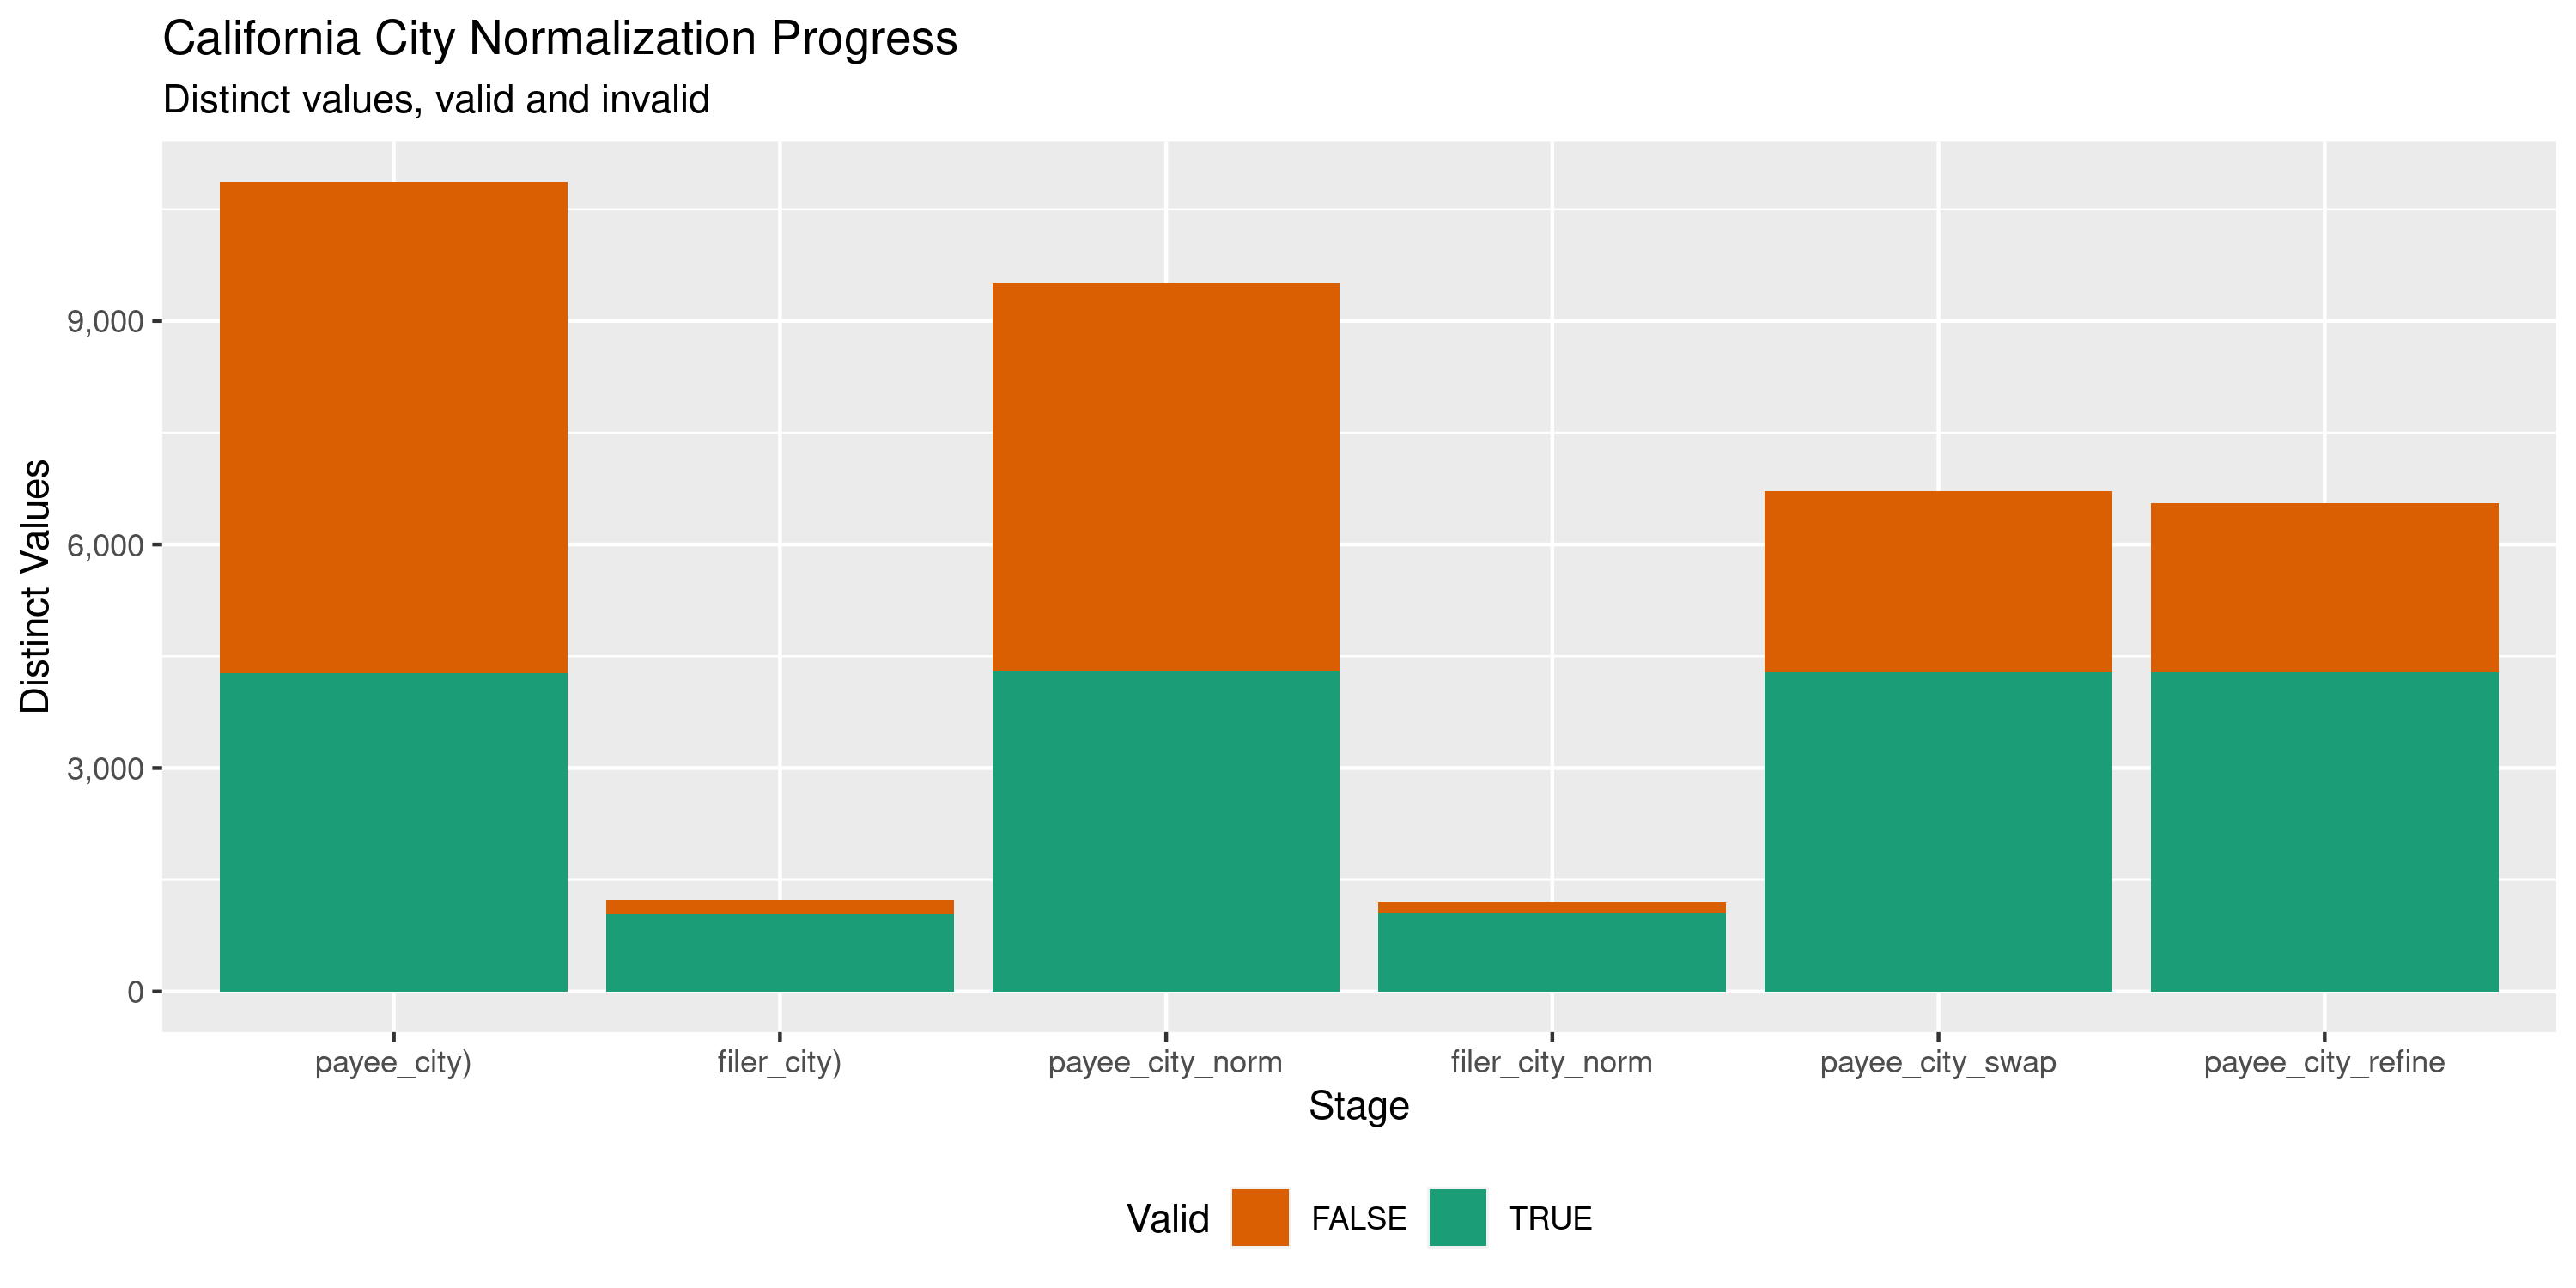 California City Normalization Progress
Distinct values, valid and invalid
Distinct Values
9,000
6,000
3,000
0
payee_city) filer_city) payee_city_norm filer_city_norm payee_city_swap payee_city_refine
Stage
Valid FALSE TRUE